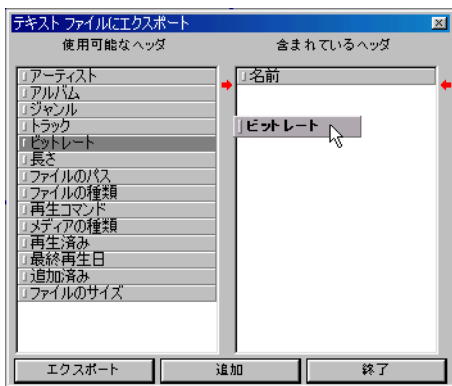 テキスト ファイルにエクスポート
使用可能なヘッダ
含まれているヘッダ
アーティスト
アルバム
ジャンル
トラック
ビットレート
長さ
ファイルのパス
ファイルの種類
再生コマンド
メディアの種類
再生済み
最終再生日
追加済み
ファイルのサイズ
名前
ビットレート
エクスポート
追加
終了